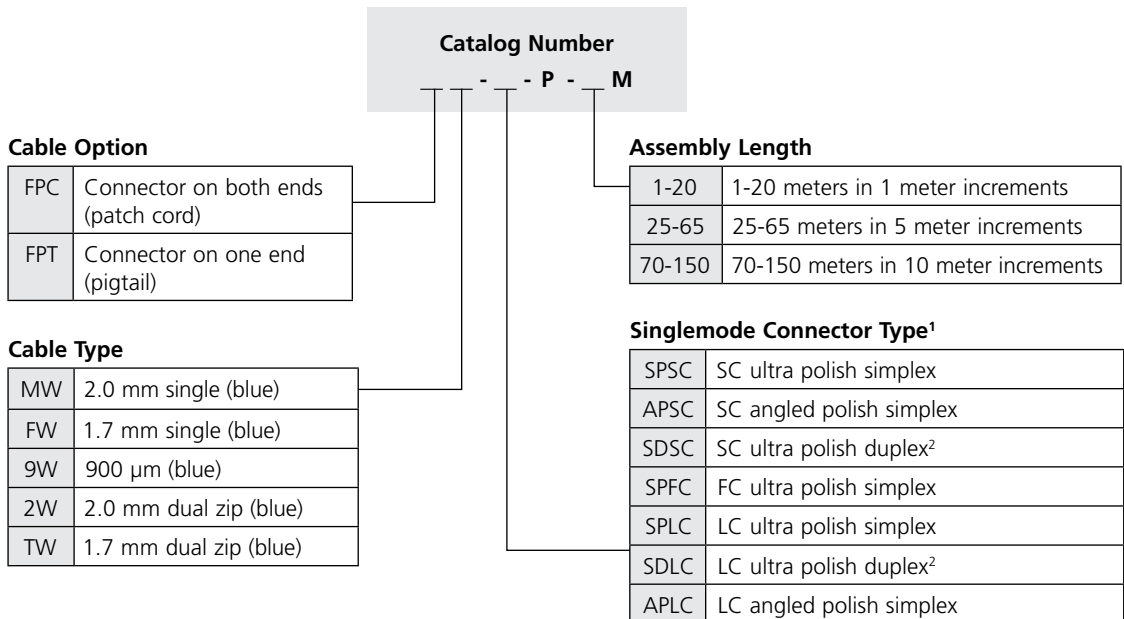 Catalog Number
__ __ - __ - P - __ M
Cable Option
FPC Connector on both ends
(patch cord)
FPT Connector on one end
(pigtail)
Cable Type
MW 2.0 mm single (blue)
FW 1.7 mm single (blue)
9W 900 µm (blue)
2W 2.0 mm dual zip (blue)
TW 1.7 mm dual zip (blue)
Assembly Length
1-20 1-20 meters in 1 meter increments
25-65 25-65 meters in 5 meter increments
70-150 70-150 meters in 10 meter increments
Singlemode Connector Type¹
SPSC SC ultra polish simplex
APSC SC angled polish simplex
SDSC SC ultra polish duplex²
SPFC FC ultra polish simplex
SPLC LC ultra polish simplex
SDLC LC ultra polish duplex²
APLC LC angled polish simplex